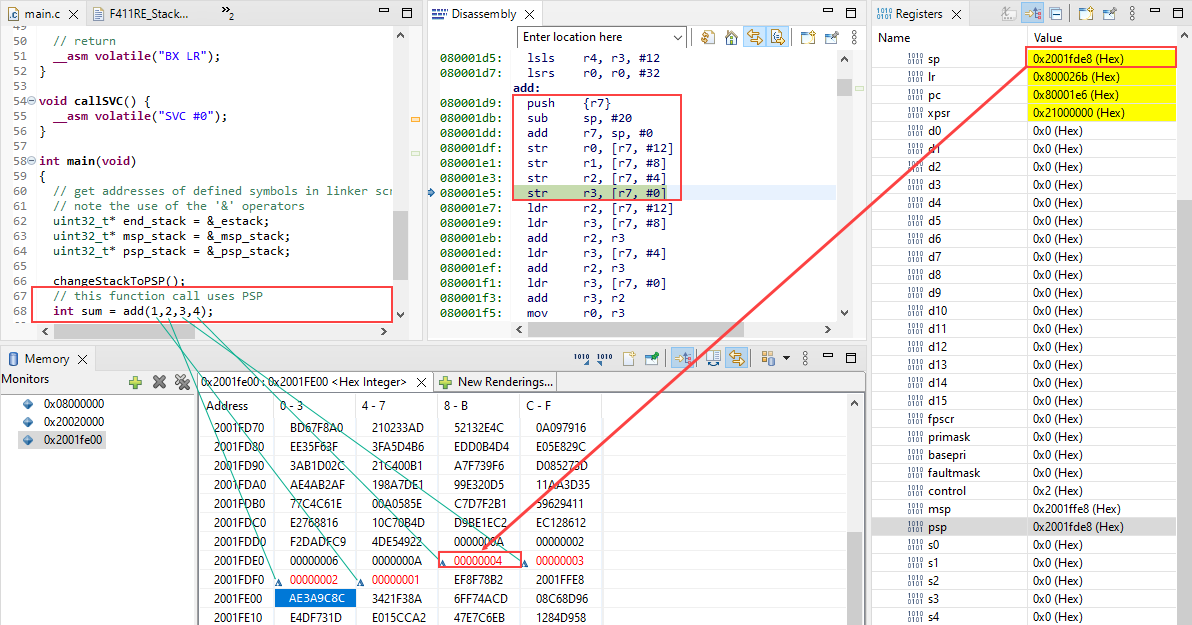 main.c
F411RE_Stack...
»2
49
50 // return
51 __asm volatile("BX LR");
52 }
53
54 void callSVC() {
55 __asm volatile("SVC #0");
56 }
57
58 int main(void)
59 {
60 // get addresses of defined symbols in linker scr
61 // note the use of the '&' operators
62 uint32_t* end_stack = &_estack;
63 uint32_t* msp_stack = &_msp_stack;
64 uint32_t* psp_stack = &_psp_stack;
65
66 changeStackToPSP();
67 // this function call uses PSP
68 int sum = add(1,2,3,4);
Disassembly
Enter location here
080001d5: lsls r4, r3, #12
080001d7: lsrs r0, r0, #32
add:
080001d9: push {r7}
080001db: sub sp, #20
080001dd: add r7, sp, #0
080001df: str r0, [r7, #12]
080001e1: str r1, [r7, #8]
080001e3: str r2, [r7, #4]
080001e5: str r3, [r7, #0]
080001e7: ldr r2, [r7, #12]
080001e9: ldr r3, [r7, #8]
080001eb: add r2, r3
080001ed: ldr r3, [r7, #4]
080001ef: add r2, r3
080001f1: ldr r3, [r7, #0]
080001f3: add r3, r2
080001f5: mov r0, r3
Registers
Name Value
sp 0x2001fde8 (Hex)
lr 0x800026b (Hex)
pc 0x80001e6 (Hex)
xpsr 0x21000000 (Hex)
d0 0x0 (Hex)
d1 0x0 (Hex)
d2 0x0 (Hex)
d3 0x0 (Hex)
d4 0x0 (Hex)
d5 0x0 (Hex)
d6 0x0 (Hex)
d7 0x0 (Hex)
d8 0x0 (Hex)
d9 0x0 (Hex)
d10 0x0 (Hex)
d11 0x0 (Hex)
d12 0x0 (Hex)
d13 0x0 (Hex)
d14 0x0 (Hex)
d15 0x0 (Hex)
fpscr 0x0 (Hex)
primask 0x0 (Hex)
basepri 0x0 (Hex)
faultmask 0x0 (Hex)
control 0x2 (Hex)
msp 0x2001ffe8 (Hex)
psp 0x2001fde8 (Hex)
s0 0x0 (Hex)
s1 0x0 (Hex)
s2 0x0 (Hex)
s3 0x0 (Hex)
s4 0x0 (Hex)
Memory
Monitors
0x08000000
0x20020000
0x2001fe00
0x2001fe00 : 0x2001FE00 <Hex Integer>
New Renderings...
Address 0 - 3 4 - 7 8 - B C - F
2001FD70 BD67F8A0 210233AD 52132E4C 0A097916
2001FD80 EE35F63F 3FA5D4B6 EDD0B4D4 E05E829C
2001FD90 3AB1D02C 21C400B1 A7F739F6 D085273D
2001FDA0 AE4AB2AF 198A7DE1 99E320D5 11AA3D35
2001FDB0 77C4C61E 00A0585E C7D7F2B1 59629411
2001FDC0 E2768816 10C70B4D D9BE1EC2 EC128612
2001FDD0 F2DADFC9 4DE54922 0000000A 00000002
2001FDE0 00000006 0000000A 00000004 00000003
2001FDF0 00000002 00000001 EF8F78B2 2001FFE8
2001FE00 AE3A9C8C 3421F38A 6FF74ACD 08C68D96
2001FE10 E4DF731D E015CCA2 47E7C6EB 1284D958